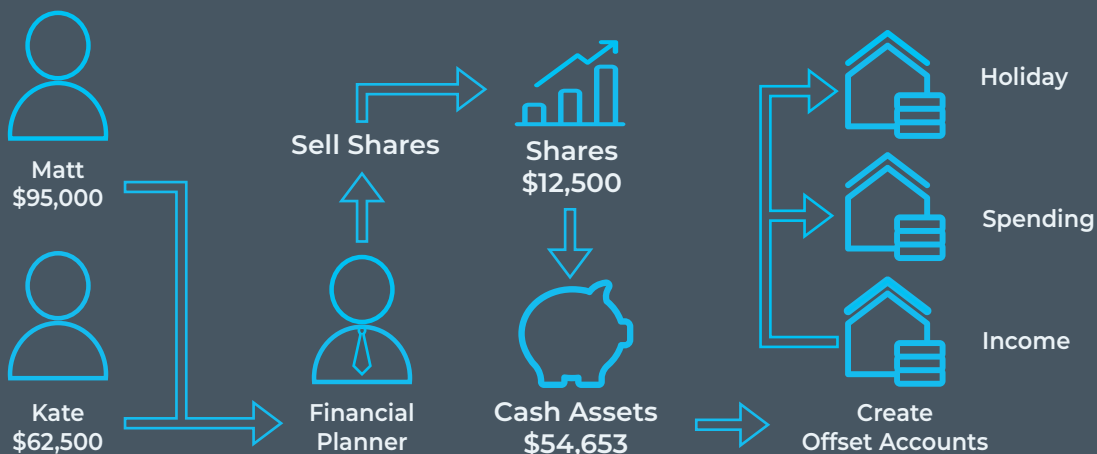 Matt
$95,000
Kate
$62,500
Sell Shares
Financial
Planner
Shares
$12,500
Cash Assets
$54,653
Holiday
Spending
Income
Create
Offset Accounts